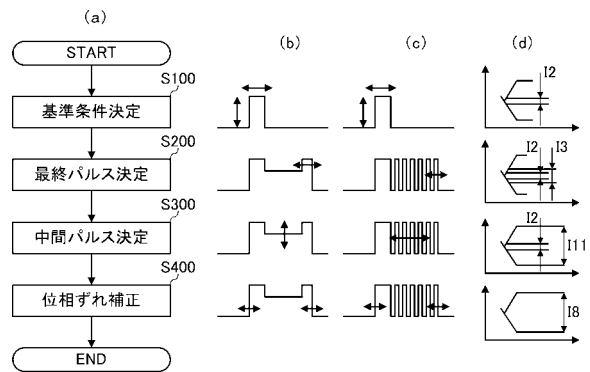 (a)
(b)
(c)
(d)
START
S100
基準条件決定
I2
S200
最終パルス決定
I2
I3
S300
中間パルス決定
I2
I11
S400
位相ずれ補正
I8
END